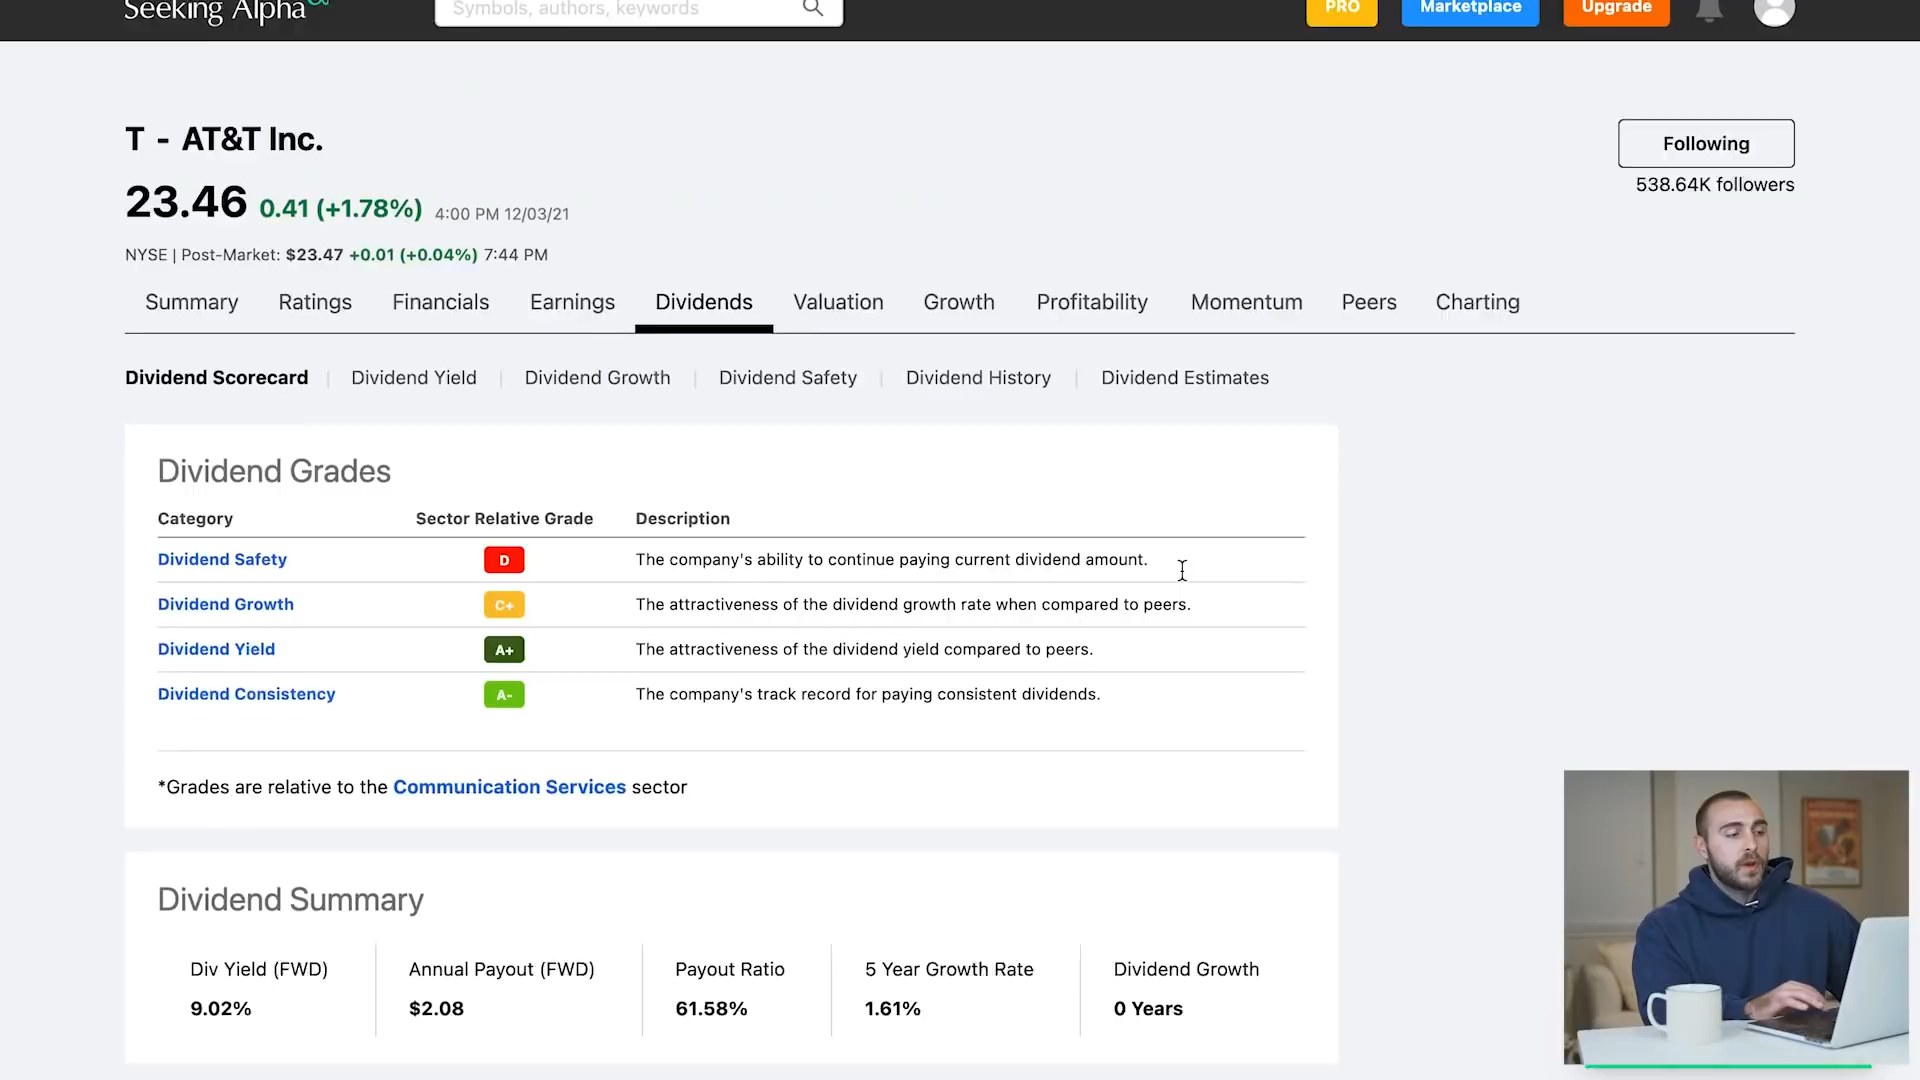 Seeking Alpha α
Symbols, authors, keywords
PRO
Marketplace
Upgrade
T - AT&T Inc.
Following
538.64K followers
23.46 0.41 (+1.78%) 4:00 PM 12/03/21
NYSE | Post-Market: $23.47 +0.01 (+0.04%) 7:44 PM
Summary Ratings Financials Earnings Dividends Valuation Growth Profitability Momentum Peers Charting
Dividend Scorecard | Dividend Yield | Dividend Growth | Dividend Safety | Dividend History | Dividend Estimates
Dividend Grades
Category Sector Relative Grade Description
Dividend Safety D The company's ability to continue paying current dividend amount.
Dividend Growth C+ The attractiveness of the dividend growth rate when compared to peers.
Dividend Yield A+ The attractiveness of the dividend yield compared to peers.
Dividend Consistency A- The company's track record for paying consistent dividends.
*Grades are relative to the Communication Services sector
Dividend Summary
Div Yield (FWD) Annual Payout (FWD) Payout Ratio 5 Year Growth Rate Dividend Growth
9.02% $2.08 61.58% 1.61% 0 Years